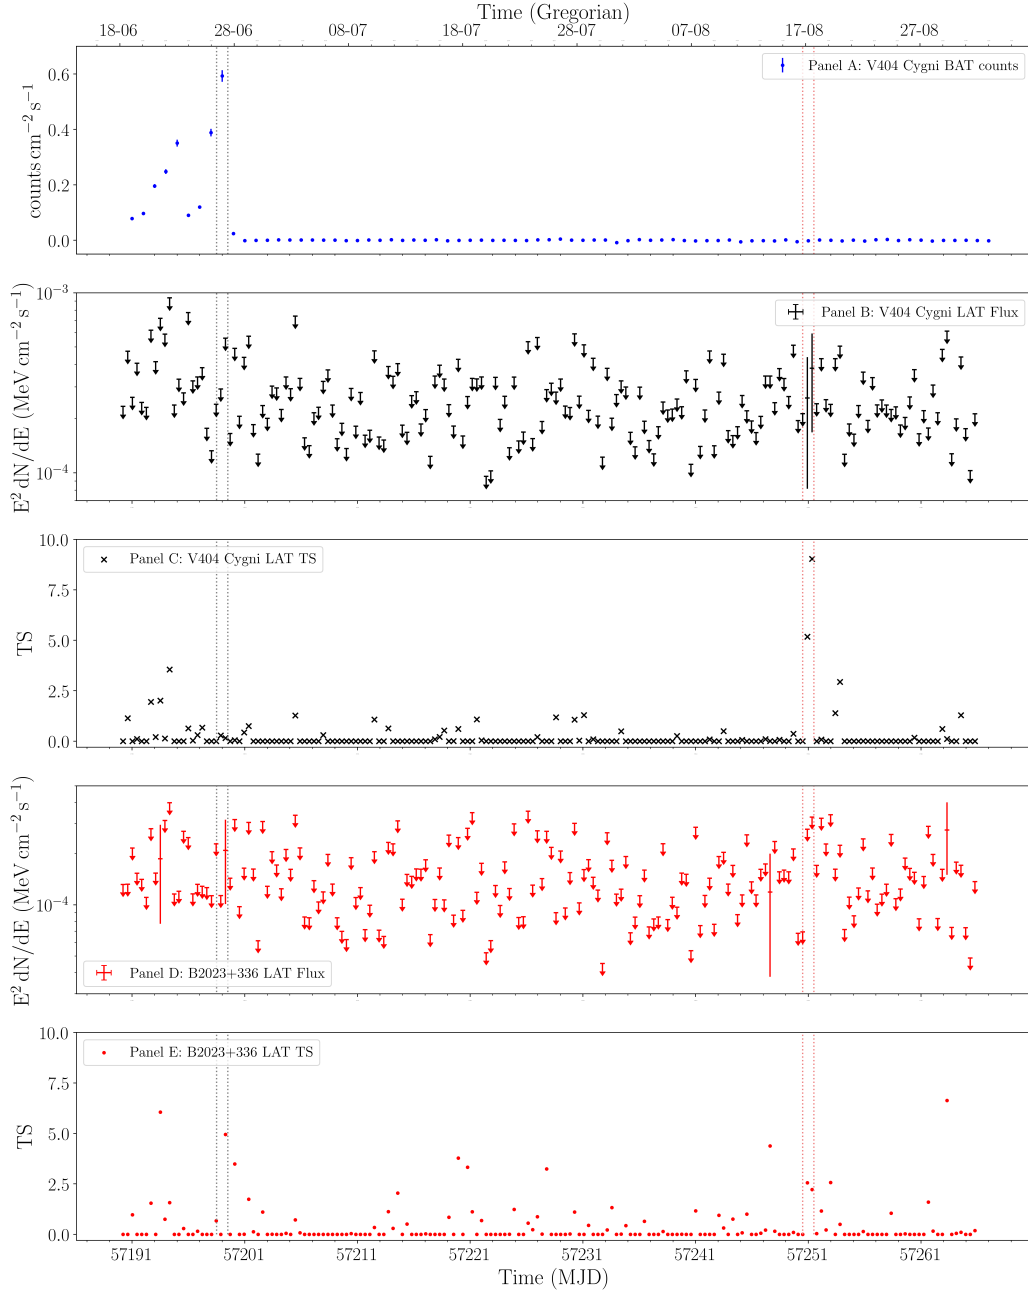 Time (Gregorian)
18-06 28-06 08-07 18-07 28-07 07-08 17-08 27-08
Panel A: V404 Cygni BAT counts
counts cm⁻² s⁻¹
0.6
0.4
0.2
0.0
Panel B: V404 Cygni LAT Flux
E² dN/dE (MeV cm⁻² s⁻¹)
10⁻³
10⁻⁴
Panel C: V404 Cygni LAT TS
TS
10.0
7.5
5.0
2.5
0.0
E² dN/dE (MeV cm⁻² s⁻¹)
10⁻⁴
Panel D: B2023+336 LAT Flux
Panel E: B2023+336 LAT TS
TS
10.0
7.5
5.0
2.5
0.0
57191 57201 57211 57221 57231 57241 57251 57261
Time (MJD)